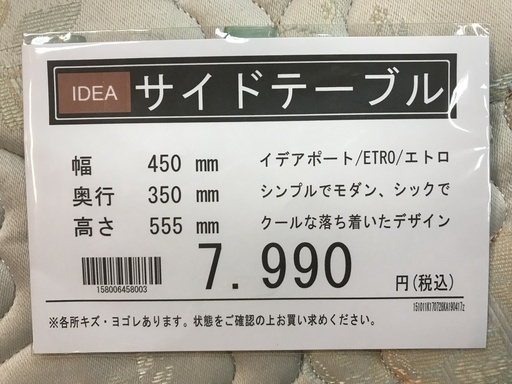 IDEA サイドテーブル
幅 450 mm イデアポート/ETRO/エトロ
奥行 350 mm シンプルでモダン、シックで
高さ 555 mm クールな落ち着いたデザイン
7.990 円(税込)
158006458003
※各所キズ・ヨゴレあります。状態をご確認の上お買い求めください。